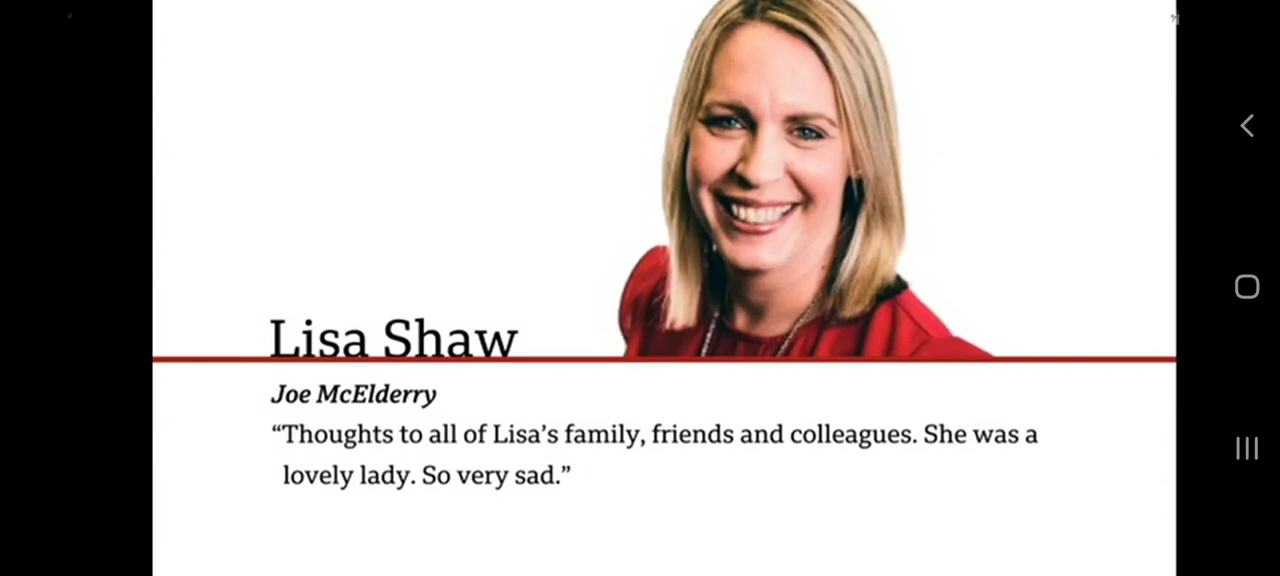 Lisa Shaw
Joe McElderry
“Thoughts to all of Lisa’s family, friends and colleagues. She was a
lovely lady. So very sad.”